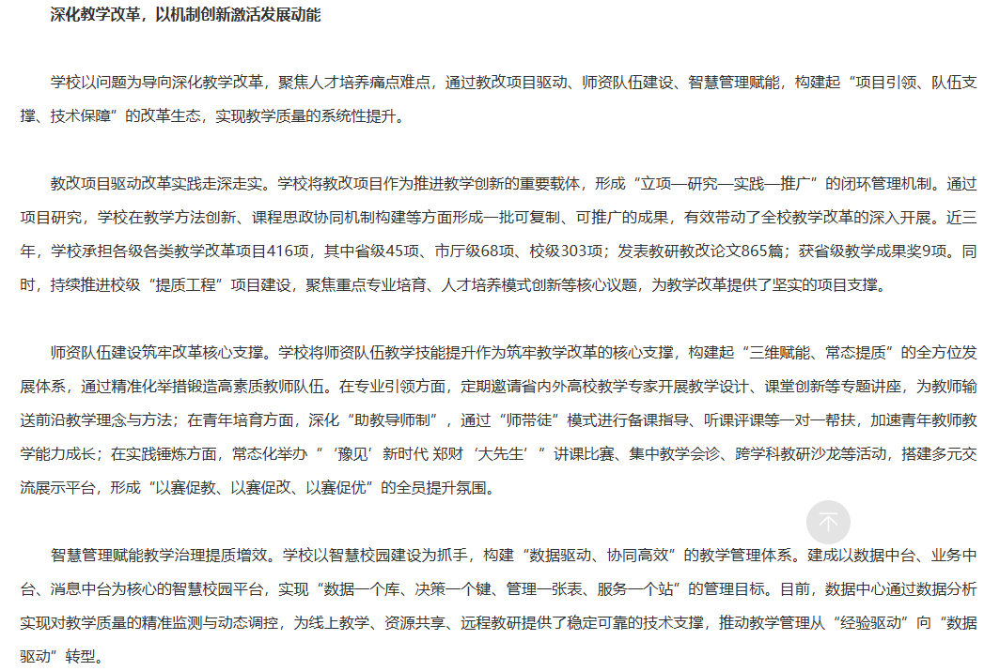 深化教学改革，以机制创新激活发展动能
学校以问题为导向深化教学改革，聚焦人才培养痛点难点，通过教改项目驱动、师资队伍建设、智慧管理赋能，构建起“项目引领、队伍支
撑、技术保障”的改革生态，实现教学质量的系统性提升。
教改项目驱动改革实践走深走实。学校将教改项目作为推进教学创新的重要载体，形成“立项—研究—实践—推广”的闭环管理机制。通过
项目研究，学校在教学方法创新、课程思政协同机制构建等方面形成一批可复制、可推广的成果，有效带动了全校教学改革的深入开展。近三
年，学校承担各级各类教学改革项目416项，其中省级45项、市厅级68项、校级303项；发表教研教改论文865篇；获省级教学成果奖9项。同
时，持续推进校级“提质工程”项目建设，聚焦重点专业培育、人才培养模式创新等核心议题，为教学改革提供了坚实的项目支撑。
师资队伍建设筑牢改革核心支撑。学校将师资队伍教学技能提升作为筑牢教学改革的核心支撑，构建起“三维赋能、常态提质”的全方位发
展体系，通过精准化举措锻造高素质教师队伍。在专业引领方面，定期邀请省内外高校教学专家开展教学设计、课堂创新等专题讲座，为教师输
送前沿教学理念与方法；在青年培育方面，深化“助教导师制”，通过“师带徒”模式进行备课指导、听课评课等一对一帮扶，加速青年教师教
学能力成长；在实践锤炼方面，常态化举办“‘豫见’新时代 郑财‘大先生’”讲课比赛、集中教学会诊、跨学科教研沙龙等活动，搭建多元交
流展示平台，形成“以赛促教、以赛促改、以赛促优”的全员提升氛围。
智慧管理赋能教学治理提质增效。学校以智慧校园建设为抓手，构建“数据驱动、协同高效”的教学管理体系。建成以数据中台、业务中
台、消息中台为核心的智慧校园平台，实现“数据一个库、决策一个键、管理一张表、服务一个站”的管理目标。目前，数据中心通过数据分析
实现对教学质量的精准监测与动态调控，为线上教学、资源共享、远程教研提供了稳定可靠的技术支撑，推动教学管理从“经验驱动”向“数据
驱动”转型。